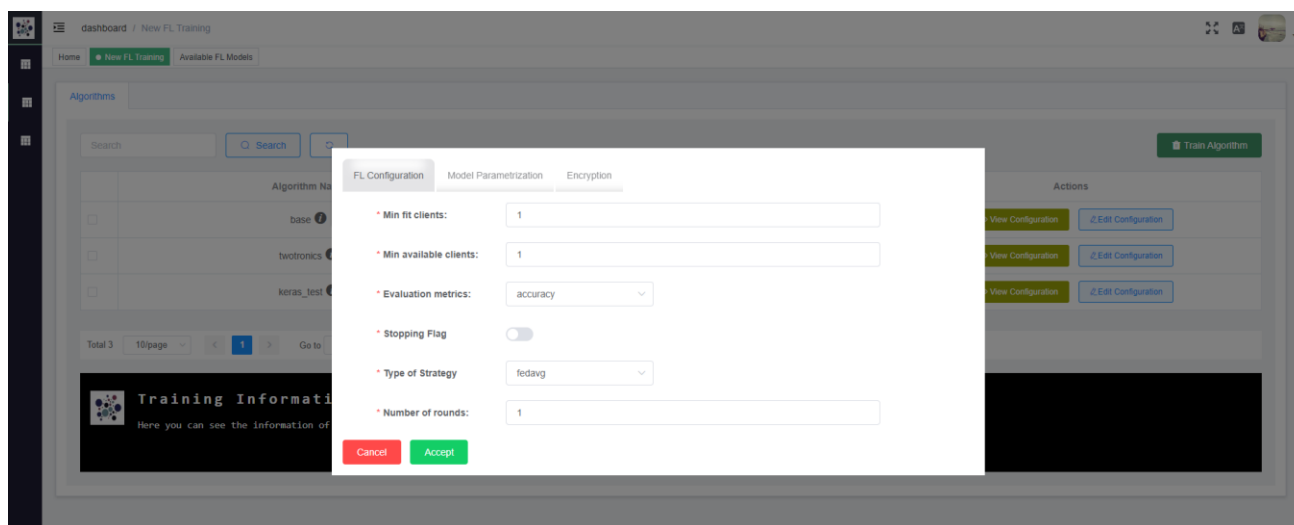 dashboard / New FL Training
Home New FL Training Available FL Models
Algorithms
Search Search Train Algorithm
FL Configuration Model Parametrization Encryption
Algorithm Na Actions
* Min fit clients: 1
base View Configuration Edit Configuration
* Min available clients: 1
twotronics View Configuration Edit Configuration
* Evaluation metrics: accuracy
keras_test View Configuration Edit Configuration
* Stopping Flag
Total 3 10/page < 1 > Go to
* Type of Strategy fedavg
Training Informati
* Number of rounds: 1
Here you can see the information of
Cancel Accept